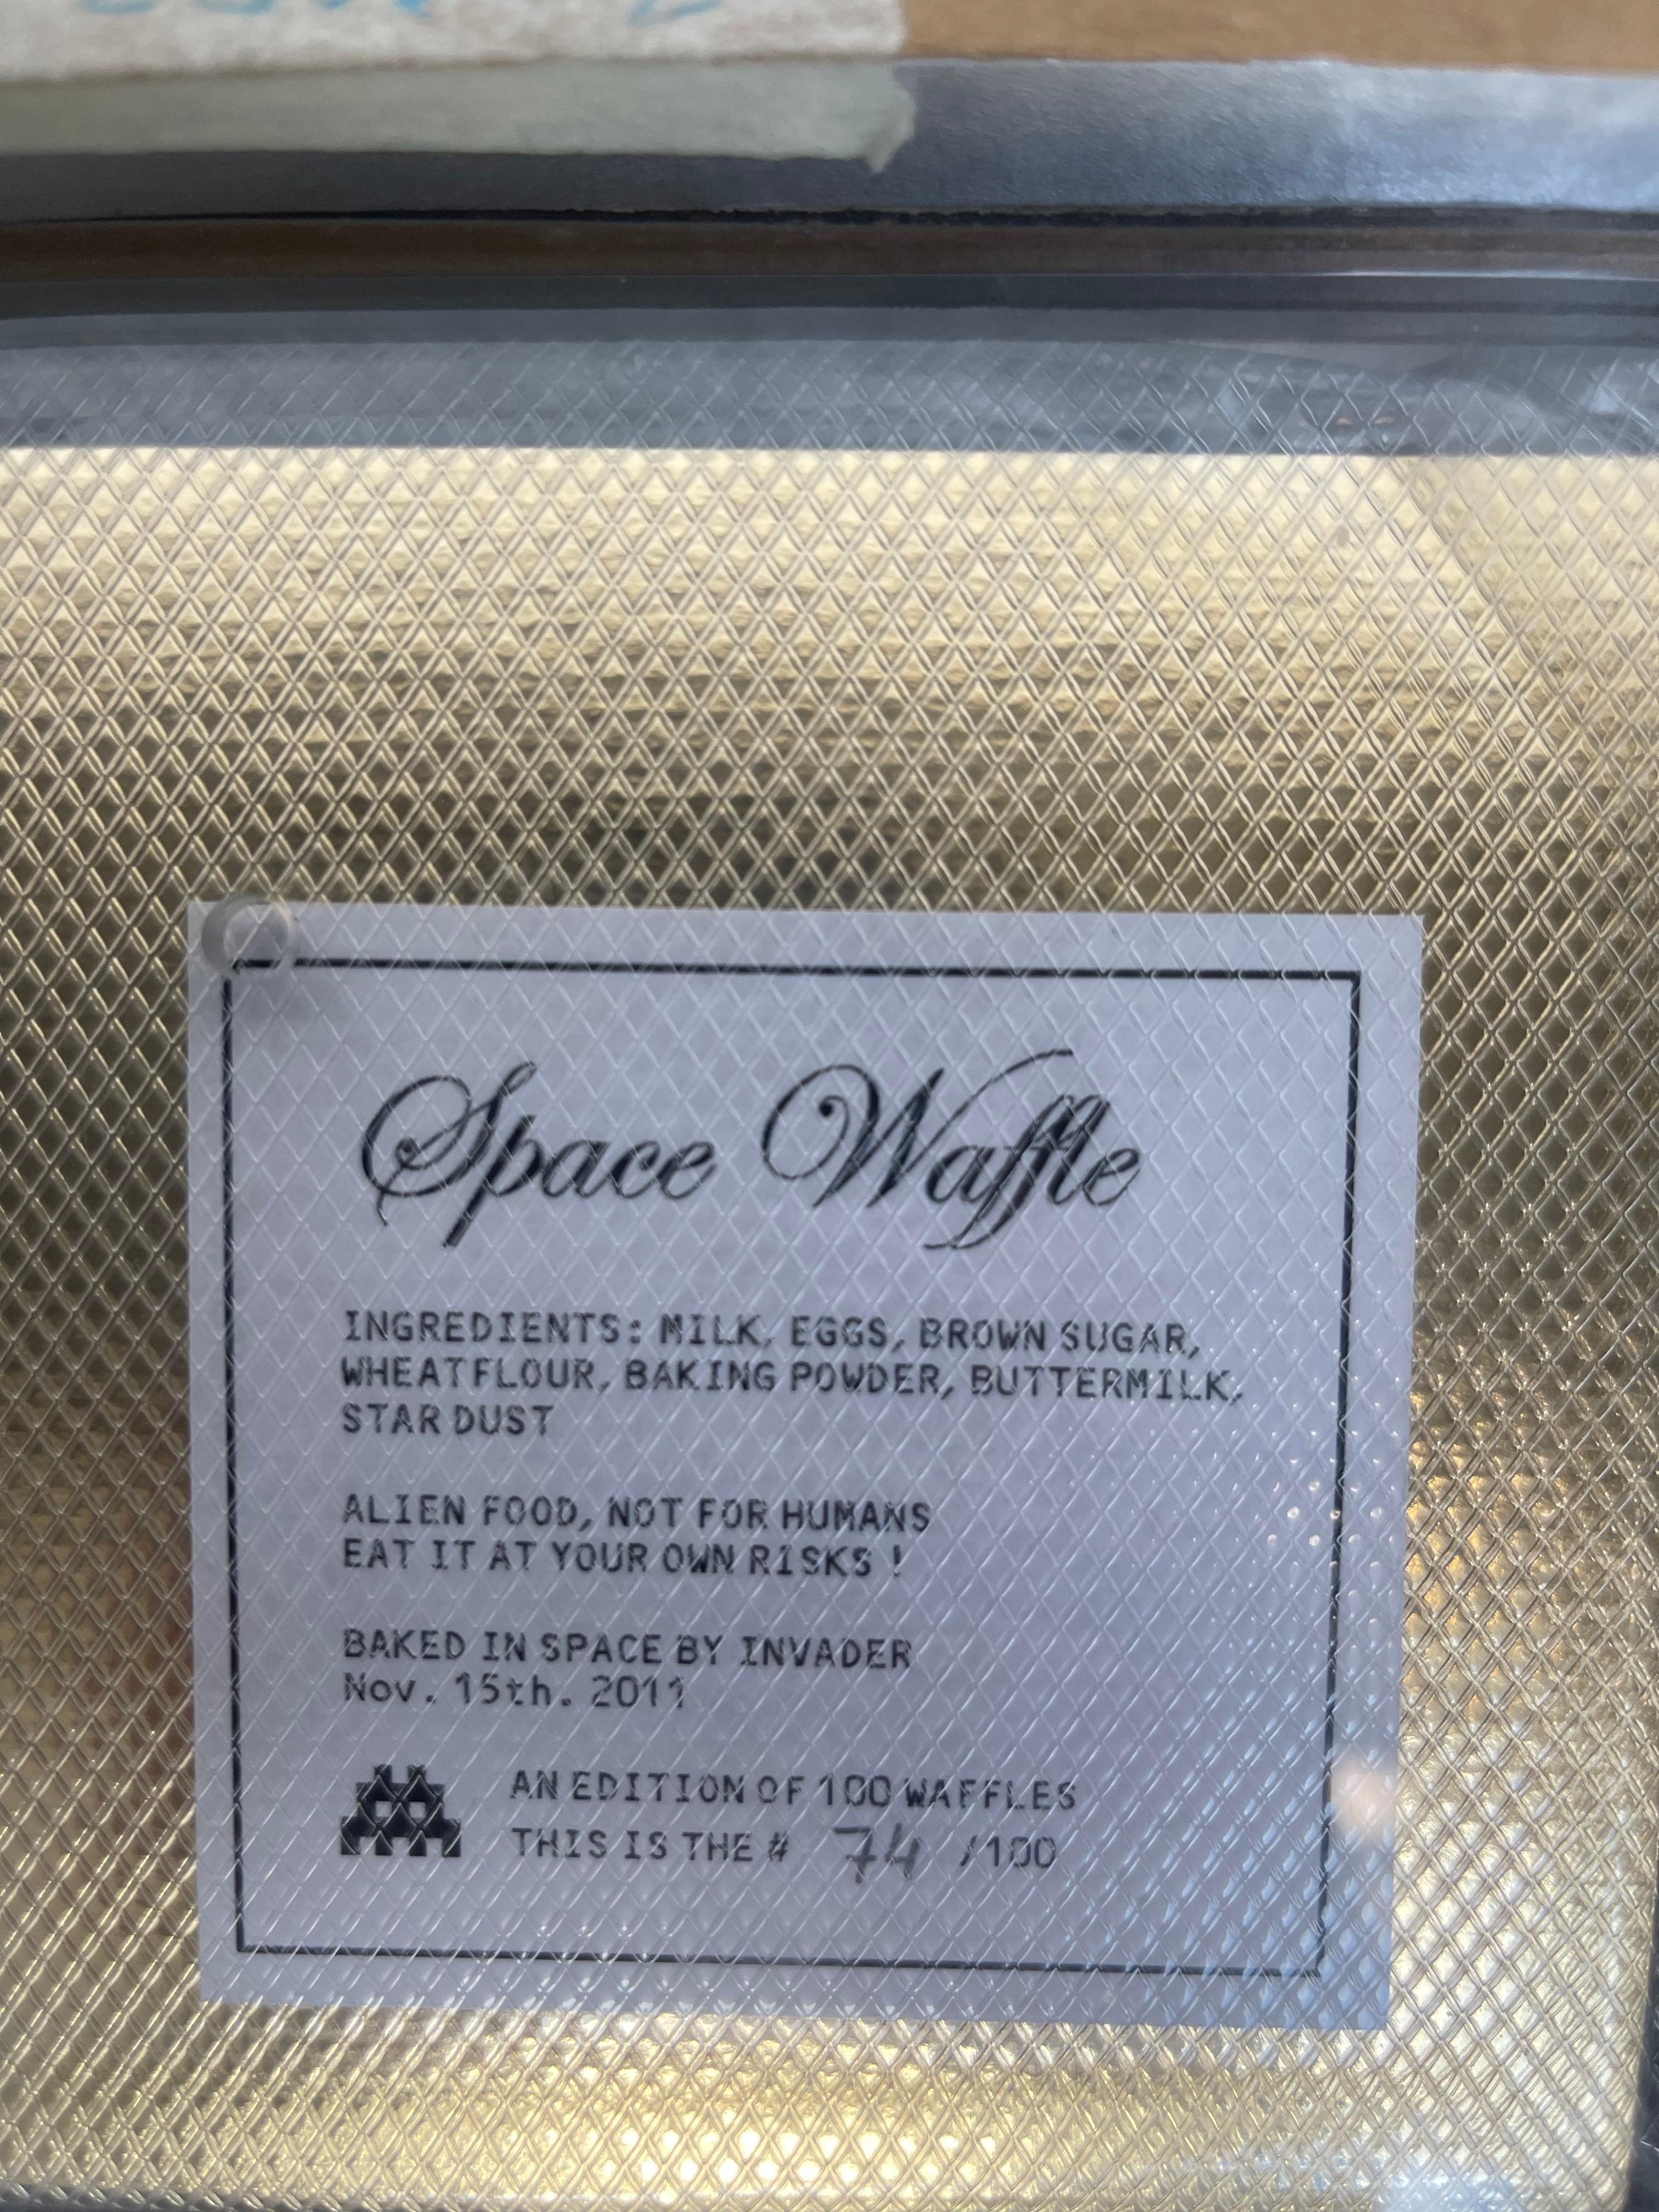 Space Waffle
INGREDIENTS: MILK, EGGS, BROWN SUGAR,
WHEAT FLOUR, BAKING POWDER, BUTTERMILK,
STAR DUST
ALIEN FOOD, NOT FOR HUMANS
EAT IT AT YOUR OWN RISKS !
BAKED IN SPACE BY INVADER
Nov. 15th. 2011
AN EDITION OF 100 WAFFLES
THIS IS THE # 74 /100